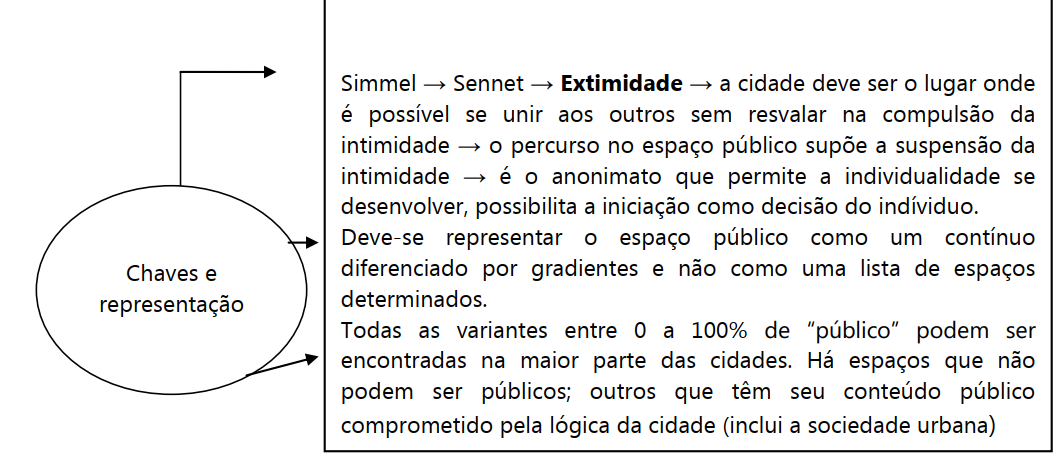 Chaves e
representação
Simmel → Sennet → Extimidade → a cidade deve ser o lugar onde
é possível se unir aos outros sem resvalar na compulsão da
intimidade → o percurso no espaço público supõe a suspensão da
intimidade → é o anonimato que permite a individualidade se
desenvolver, possibilita a iniciação como decisão do indíviduo.
Deve-se representar o espaço público como um contínuo
diferenciado por gradientes e não como uma lista de espaços
determinados.
Todas as variantes entre 0 a 100% de “público” podem ser
encontradas na maior parte das cidades. Há espaços que não
podem ser públicos; outros que têm seu conteúdo público
comprometido pela lógica da cidade (inclui a sociedade urbana)